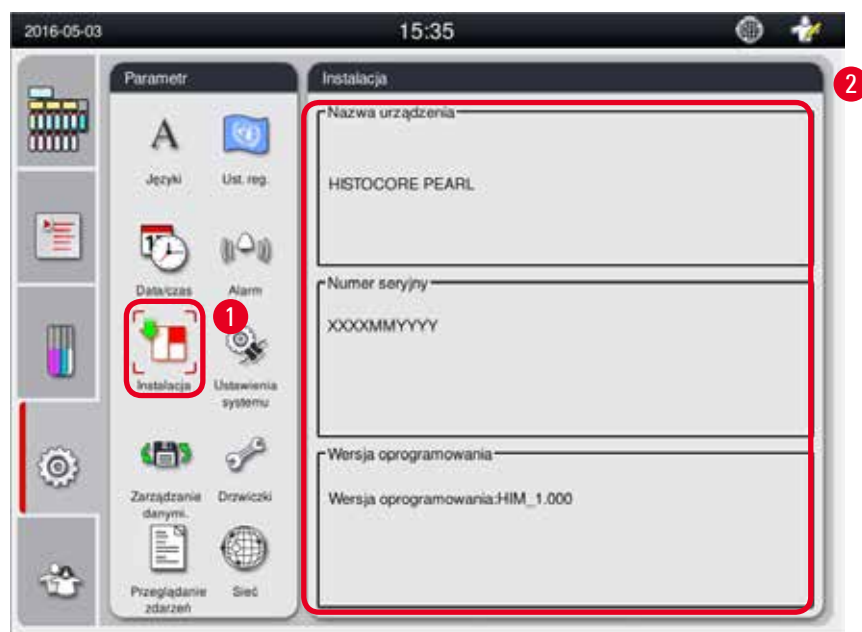 2016-05-03
15:35
Parametr
Języki
Ust. reg.
Data/czas
Alarm
1
Instalacja
Ustawienia
systemu
Zarządzanie
danymi.
Drzwiczki
Przeglądanie
zdarzeń
Sieć
Instalacja
2
Nazwa urządzenia
HISTOCORE PEARL
Numer seryjny
XXXXMMYYYY
Wersja oprogramowania
Wersja oprogramowania:HIM_1.000